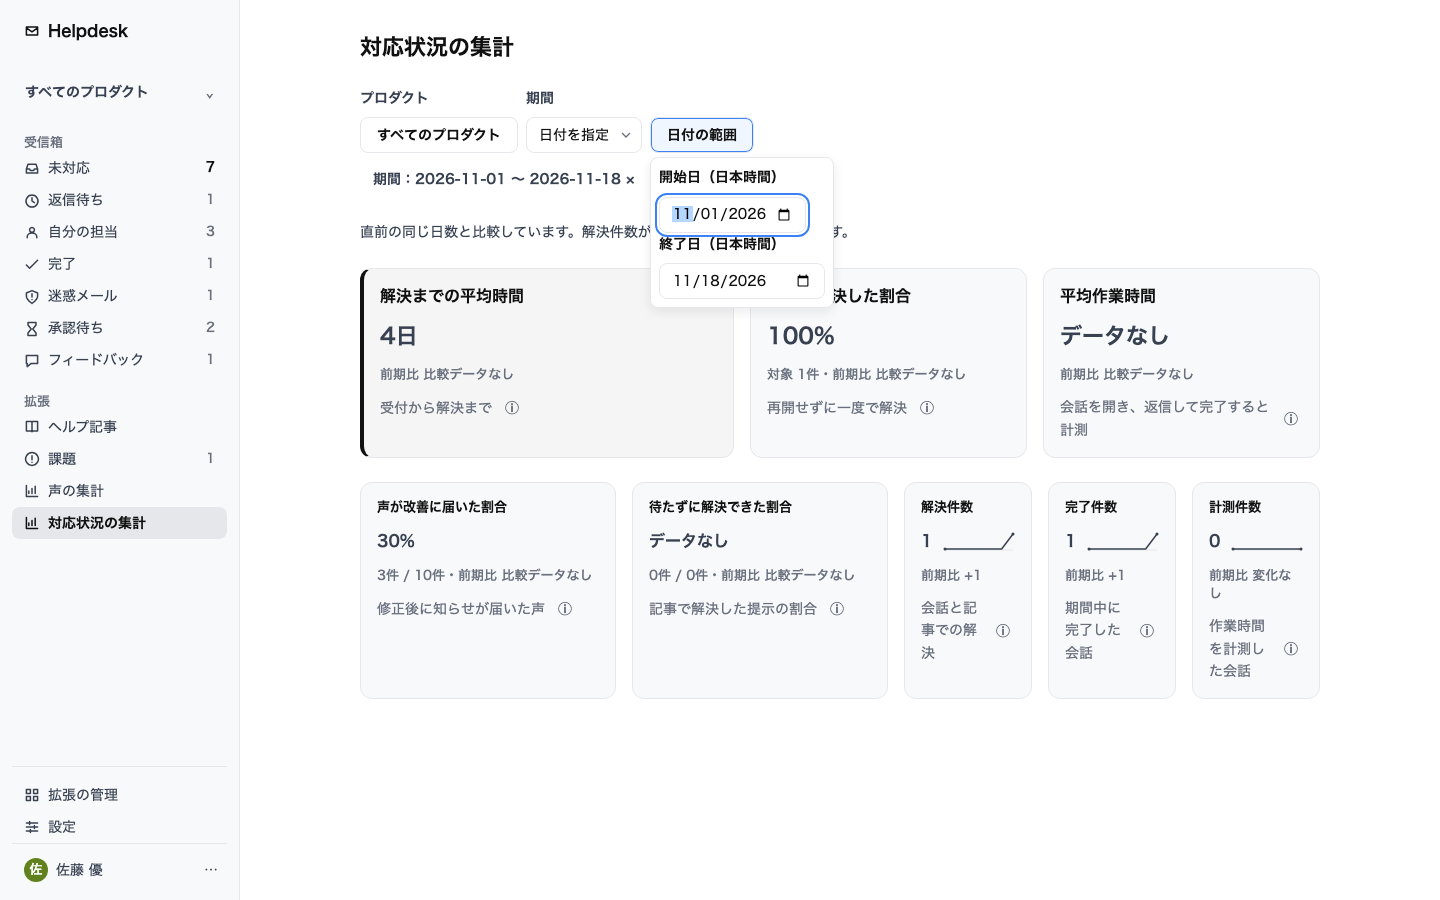 Helpdesk
すべてのプロダクト
受信箱
未対応 7
返信待ち 1
自分の担当 3
完了 1
迷惑メール 1
承認待ち 2
フィードバック 1
拡張
ヘルプ記事
課題 1
声の集計
対応状況の集計
拡張の管理
設定
佐 佐藤 優 …
対応状況の集計
プロダクト 期間
すべてのプロダクト 日付を指定 日付の範囲
期間：2026-11-01 〜 2026-11-18 ×
開始日（日本時間）
11/01/2026
終了日（日本時間）
11/18/2026
直前の同じ日数と比較しています。解決件数が す。
解決までの平均時間
4日
前期比 比較データなし
受付から解決まで
決した割合
100%
対象 1件・前期比 比較データなし
再開せずに一度で解決
平均作業時間
データなし
前期比 比較データなし
会話を開き、返信して完了すると
計測
声が改善に届いた割合
30%
3件 / 10件・前期比 比較データなし
修正後に知らせが届いた声
待たずに解決できた割合
データなし
0件 / 0件・前期比 比較データなし
記事で解決した提示の割合
解決件数
1
前期比 +1
会話と記
事での解
決
完了件数
1
前期比 +1
期間中に
完了した
会話
計測件数
0
前期比 変化な
し
作業時間
を計測し
た会話